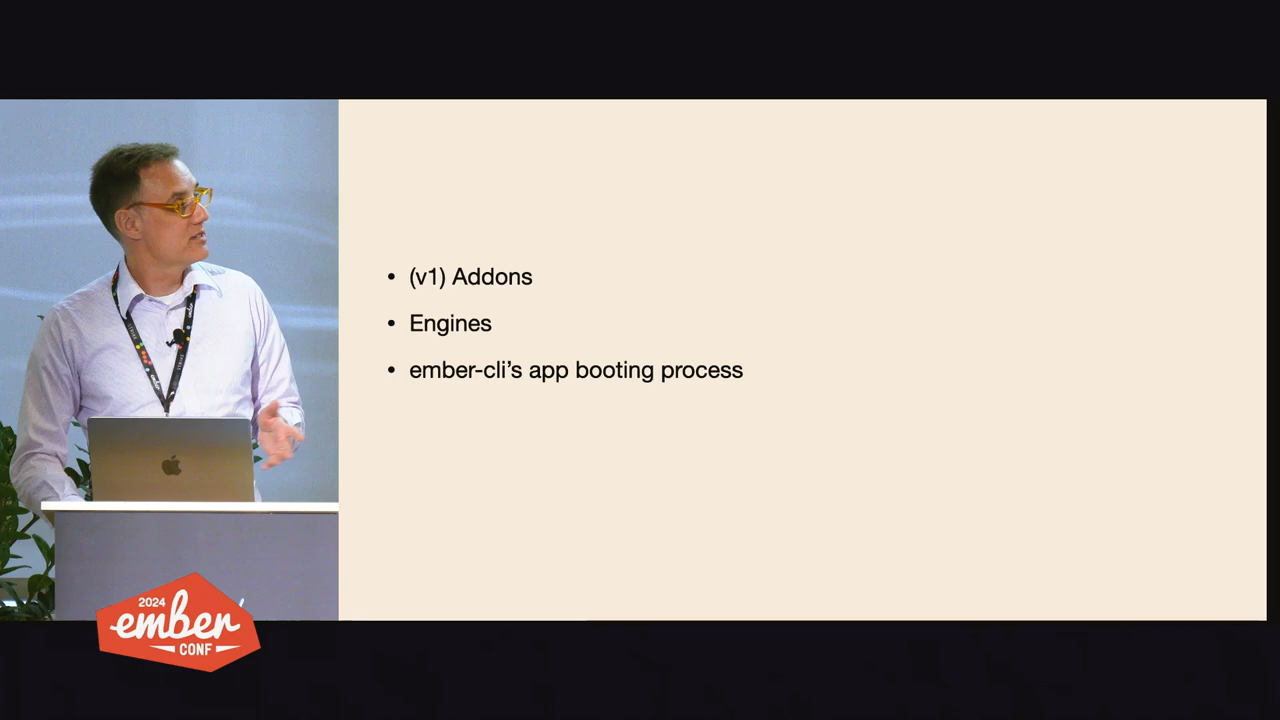 • (v1) Addons
• Engines
• ember-cli’s app booting process
2024
ember
CONF